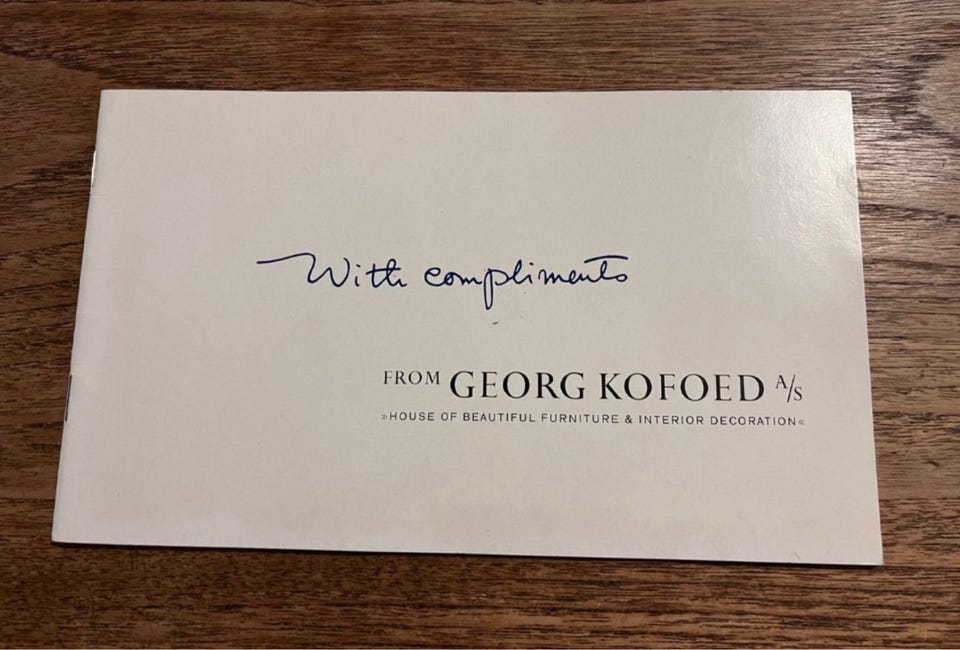 With compliments
FROM GEORG KOFOED A/S
»HOUSE OF BEAUTIFUL FURNITURE & INTERIOR DECORATION«